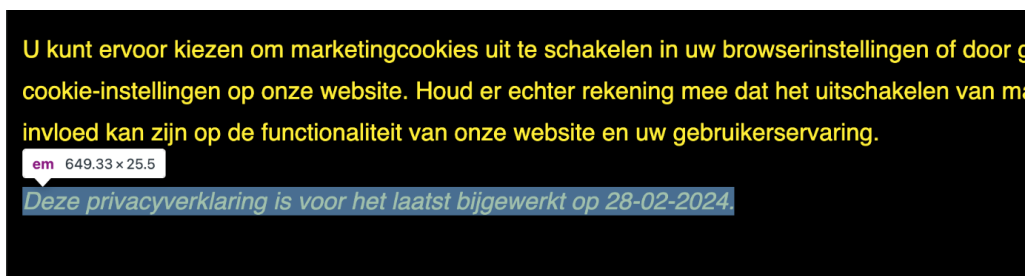 U kunt ervoor kiezen om marketingcookies uit te schakelen in uw browserinstellingen of door
cookie-instellingen op onze website. Houd er echter rekening mee dat het uitschakelen van
invloed kan zijn op de functionaliteit van onze website en uw gebruikerservaring.
em 649.33 × 25.5
Deze privacyverklaring is voor het laatst bijgewerkt op 28-02-2024.